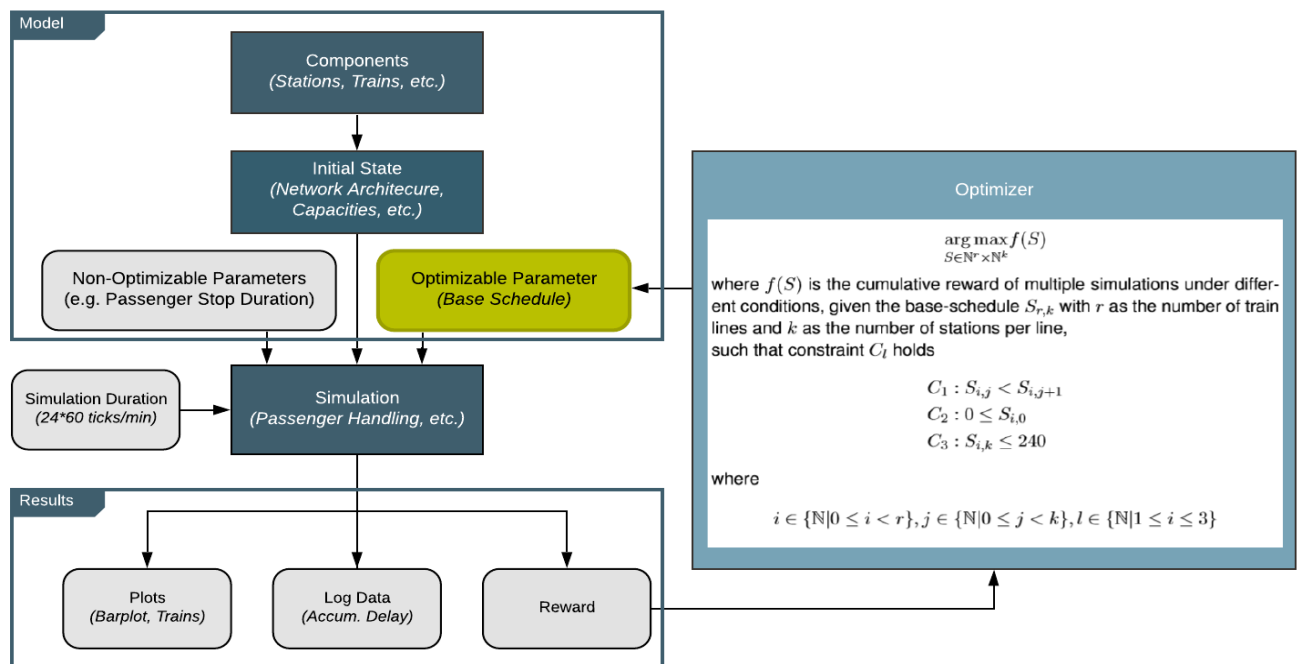 Model
Components
(Stations, Trains, etc.)
Initial State
(Network Architecure,
Capacities, etc.)
Non-Optimizable Parameters
(e.g. Passenger Stop Duration)
Optimizable Parameter
(Base Schedule)
Simulation Duration
(24*60 ticks/min)
Simulation
(Passenger Handling, etc.)
Results
Plots
(Barplot, Trains)
Log Data
(Accum. Delay)
Reward
Optimizer
arg max f(S)
S∈ℕ^r×ℕ^k
where f(S) is the cumulative reward of multiple simulations under differ-
ent conditions, given the base-schedule S_{r,k} with r as the number of train
lines and k as the number of stations per line,
such that constraint C_l holds
C_1 : S_{i,j} < S_{i,j+1}
C_2 : 0 ≤ S_{i,0}
C_3 : S_{i,k} ≤ 240
where
i ∈ {ℕ|0 ≤ i < r}, j ∈ {ℕ|0 ≤ j < k}, l ∈ {ℕ|1 ≤ i ≤ 3}